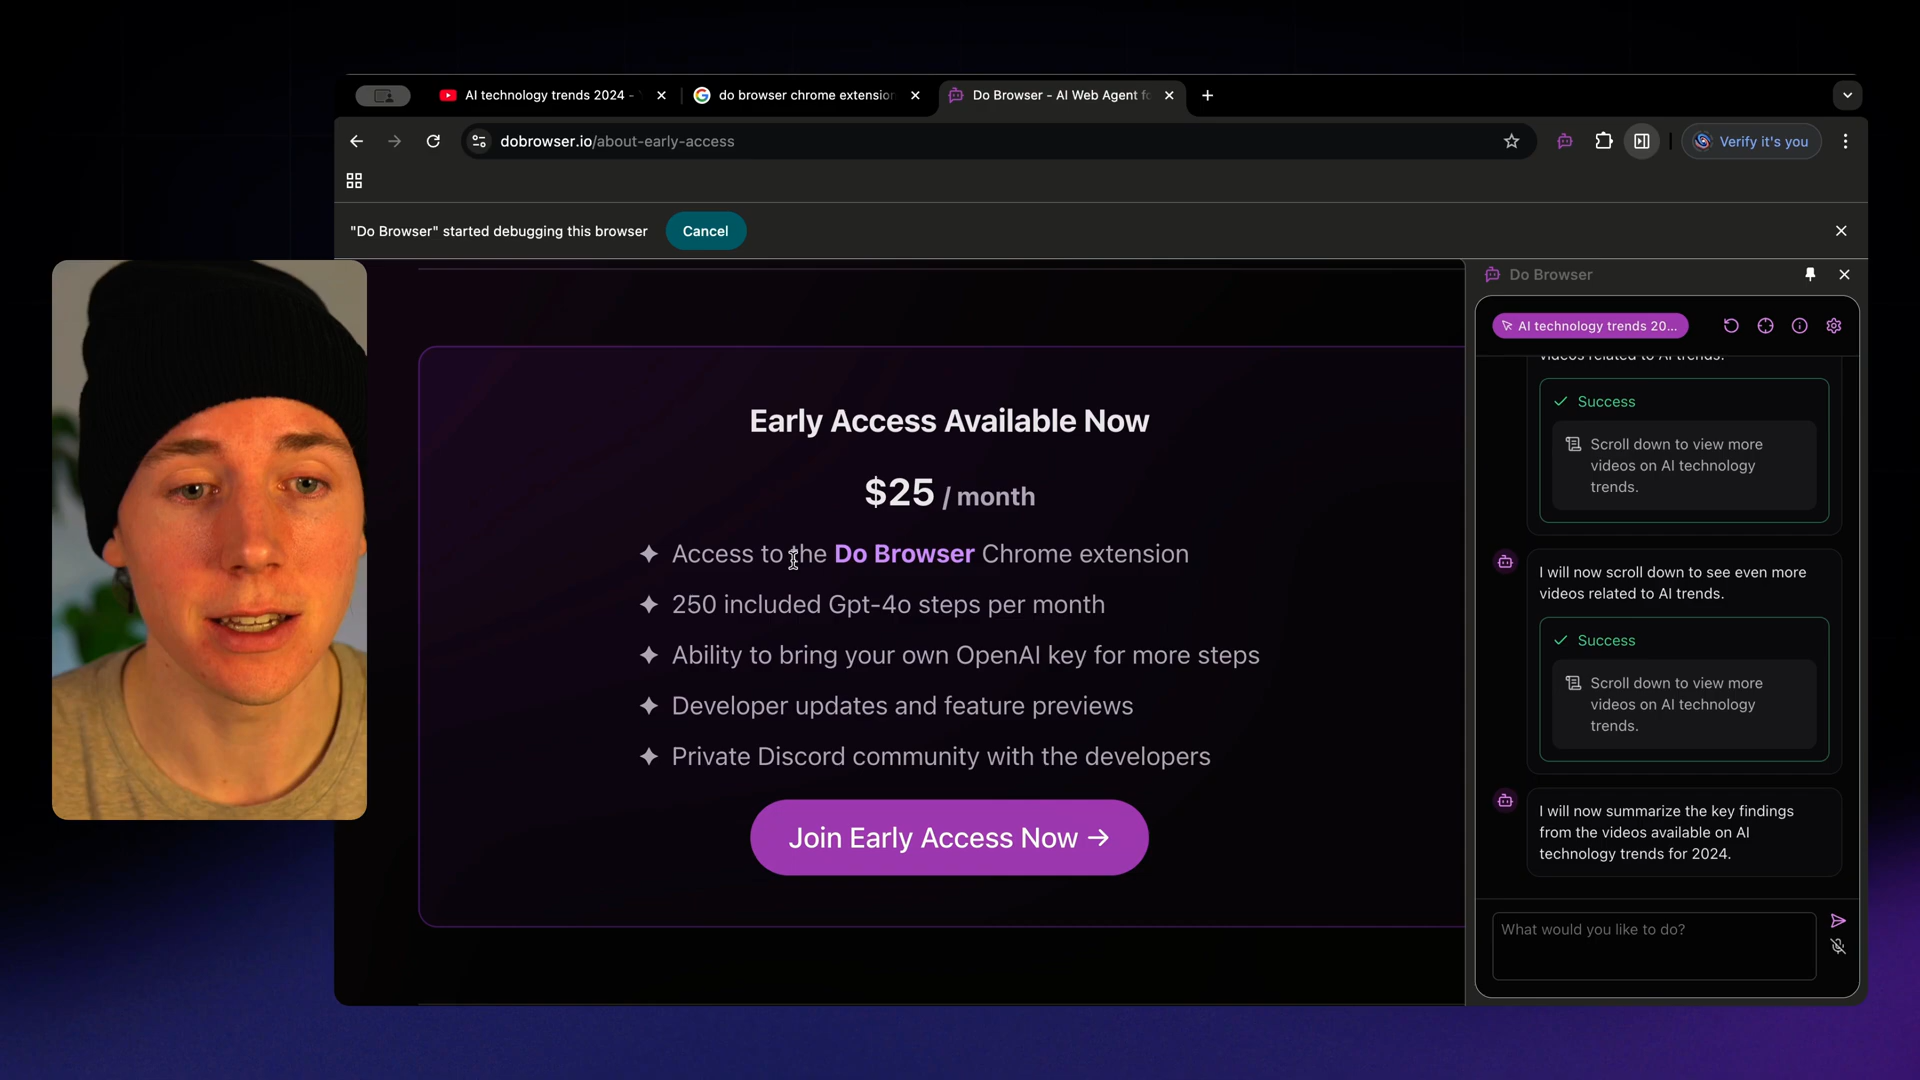 AI technology trends 2024 -
do browser chrome extension
Do Browser - AI Web Agent fo
dobrowser.io/about-early-access
Verify it's you
"Do Browser" started debugging this browser
Cancel
Early Access Available Now
$25 / month
Access to the Do Browser Chrome extension
250 included Gpt-4o steps per month
Ability to bring your own OpenAI key for more steps
Developer updates and feature previews
Private Discord community with the developers
Join Early Access Now →
Do Browser
AI technology trends 20...
videos related to AI trends.
Success
Scroll down to view more
videos on AI technology
trends.
I will now scroll down to see even more
videos related to AI trends.
Success
Scroll down to view more
videos on AI technology
trends.
I will now summarize the key findings
from the videos available on AI
technology trends for 2024.
What would you like to do?